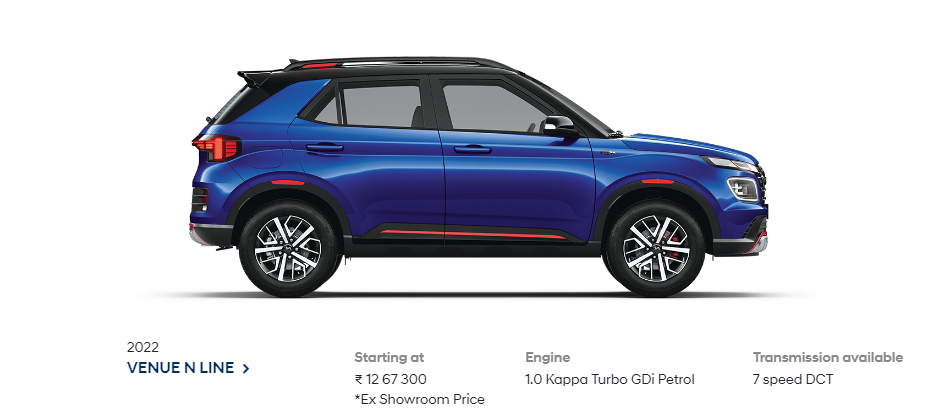 2022
VENUE N LINE
Starting at
₹ 12 67 300
*Ex Showroom Price
Engine
1.0 Kappa Turbo GDi Petrol
Transmission available
7 speed DCT